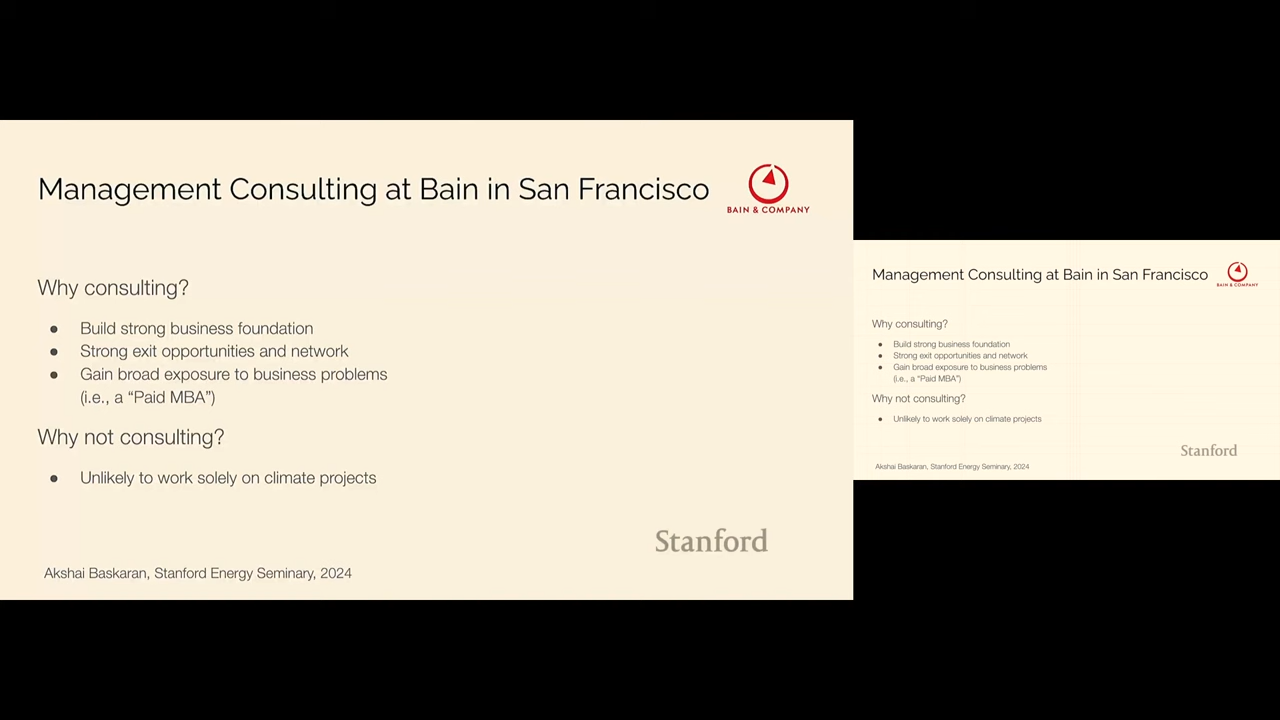 Management Consulting at Bain in San Francisco
BAIN & COMPANY
Why consulting?
● Build strong business foundation
● Strong exit opportunities and network
● Gain broad exposure to business problems
(i.e., a “Paid MBA”)
Why not consulting?
● Unlikely to work solely on climate projects
Stanford
Akshai Baskaran, Stanford Energy Seminary, 2024
Management Consulting at Bain in San Francisco
BAIN & COMPANY
Why consulting?
● Build strong business foundation
● Strong exit opportunities and network
● Gain broad exposure to business problems
(i.e., a “Paid MBA”)
Why not consulting?
● Unlikely to work solely on climate projects
Stanford
Akshai Baskaran, Stanford Energy Seminary, 2024